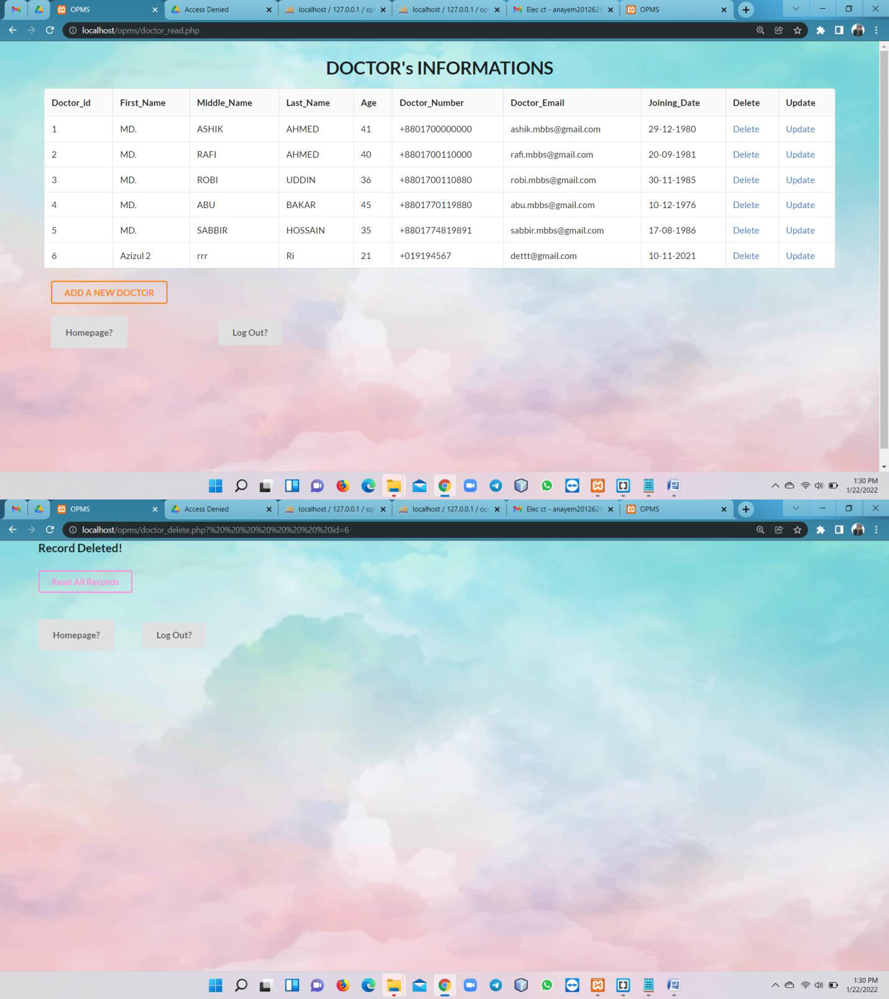 OPMS Access Denied localhost / 127.0.0.1 / op localhost / 127.0.0.1 / op Elec ct - anayem201262@ OPMS
localhost/opms/doctor_read.php
DOCTOR's INFORMATIONS
Doctor_id First_Name Middle_Name Last_Name Age Doctor_Number Doctor_Email Joining_Date Delete Update
1 MD. ASHIK AHMED 41 +8801700000000 ashik.mbbs@gmail.com 29-12-1980 Delete Update
2 MD. RAFI AHMED 40 +8801700110000 rafi.mbbs@gmail.com 20-09-1981 Delete Update
3 MD. ROBI UDDIN 36 +8801700110880 robi.mbbs@gmail.com 30-11-1985 Delete Update
4 MD. ABU BAKAR 45 +8801770119880 abu.mbbs@gmail.com 10-12-1976 Delete Update
5 MD. SABBIR HOSSAIN 35 +8801774819891 sabbir.mbbs@gmail.com 17-08-1986 Delete Update
6 Azizul 2 rrr Ri 21 +019194567 dettt@gmail.com 10-11-2021 Delete Update
ADD A NEW DOCTOR
Homepage? Log Out?
1:30 PM
1/22/2022
OPMS Access Denied localhost / 127.0.0.1 / op localhost / 127.0.0.1 / op Elec ct - anayem201262@ OPMS
localhost/opms/doctor_delete.php?%20%20%20%20%20%20%20%20id=6
Record Deleted!
Read All Records
Homepage? Log Out?
1:30 PM
1/22/2022